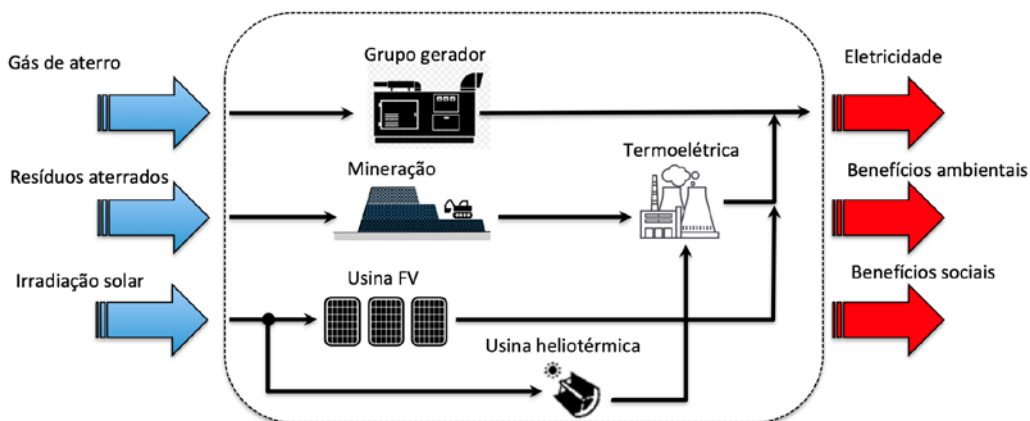 Gás de aterro
Grupo gerador
Eletricidade
Resíduos aterrados
Mineração
Termoelétrica
Benefícios ambientais
Irradiação solar
Usina FV
Benefícios sociais
Usina heliotérmica